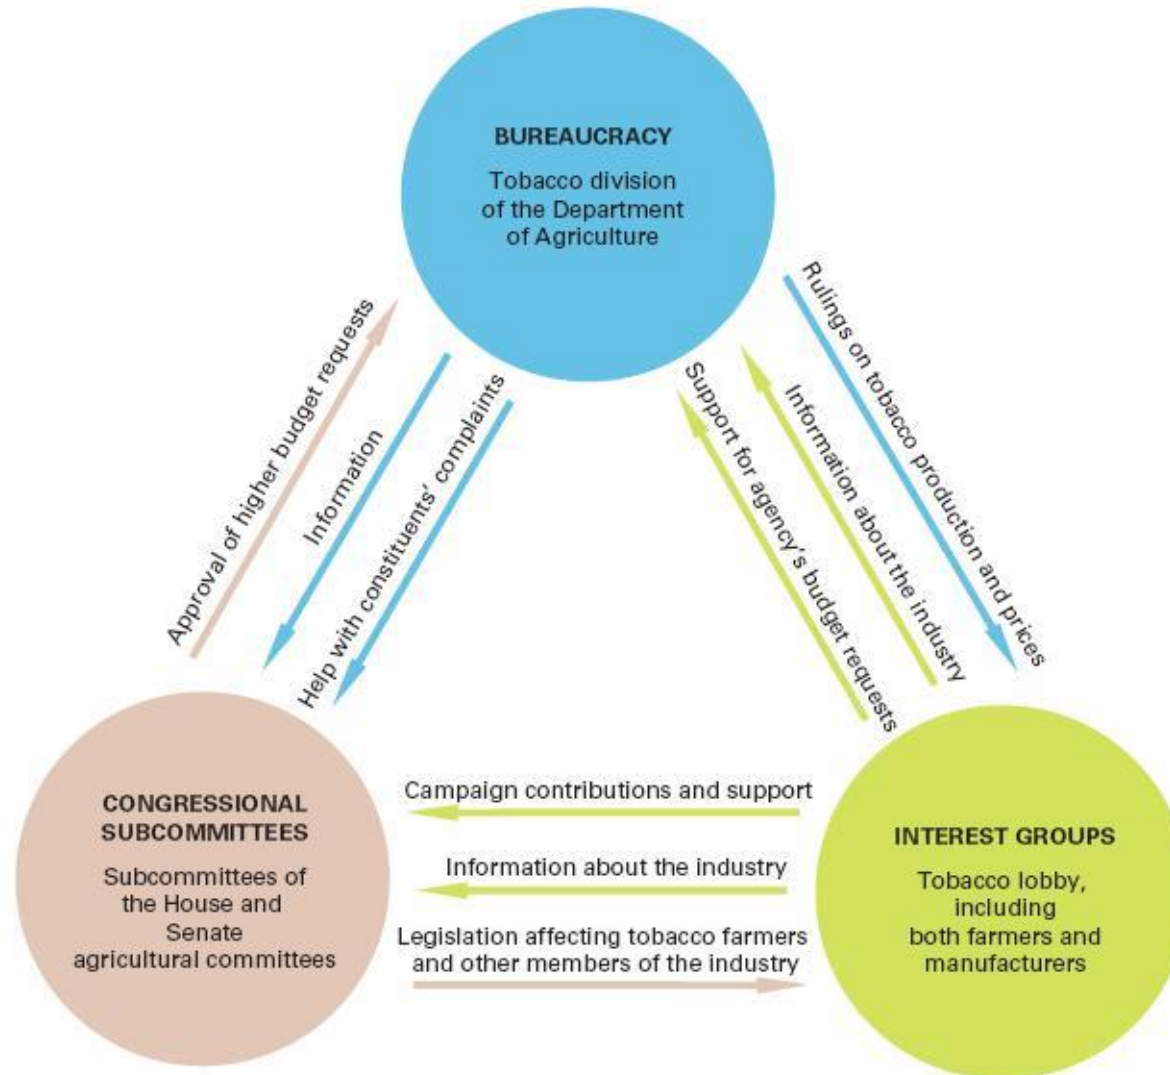 BUREAUCRACY
Tobacco division
of the Department
of Agriculture
Approval of higher budget requests
Information
Help with constituents’ complaints
Support for agency’s budget requests
Information about the industry
Rulings on tobacco production and prices
CONGRESSIONAL
SUBCOMMITTEES
Subcommittees of
the House and
Senate
agricultural committees
Campaign contributions and support
Information about the industry
Legislation affecting tobacco farmers
and other members of the industry
INTEREST GROUPS
Tobacco lobby,
including
both farmers and
manufacturers